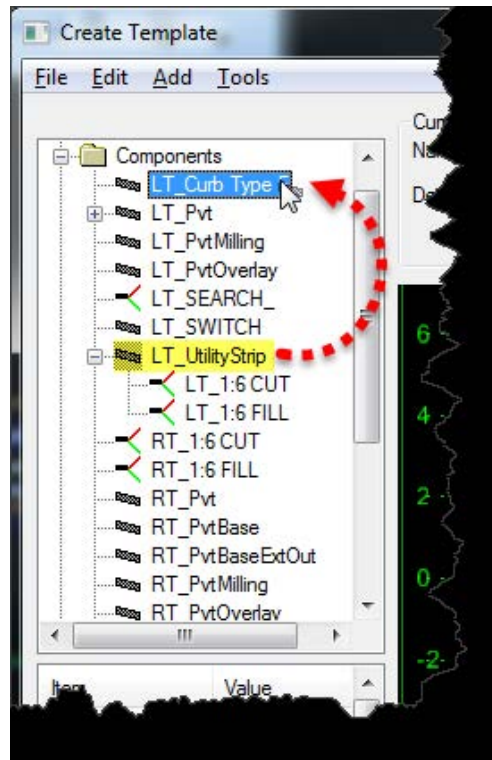 Create Template
File Edit Add Tools
Components
LT_Curb Type
LT_Pvt
LT_PvtMilling
LT_PvtOverlay
LT_SEARCH_
LT_SWITCH
LT_UtilityStrip
LT_1:6 CUT
LT_1:6 FILL
RT_1:6 CUT
RT_1:6 FILL
RT_Pvt
RT_PvtBase
RT_PvtBaseExtOut
RT_PvtMilling
RT_PvtOverlay
Value
6
4
2
0
-2